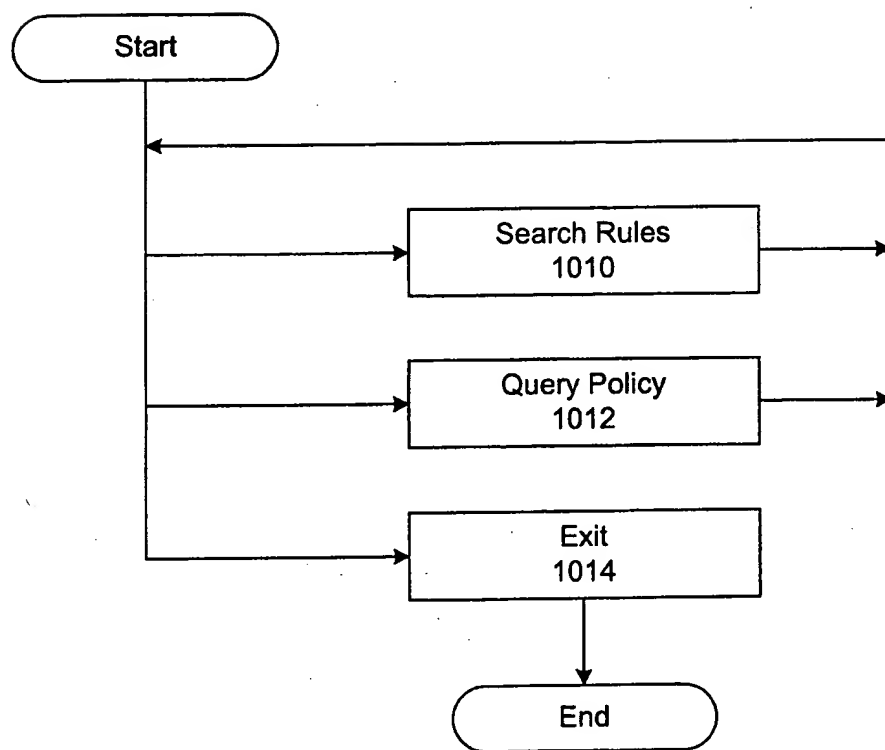 Start
Search Rules
1010
Query Policy
1012
Exit
1014
End